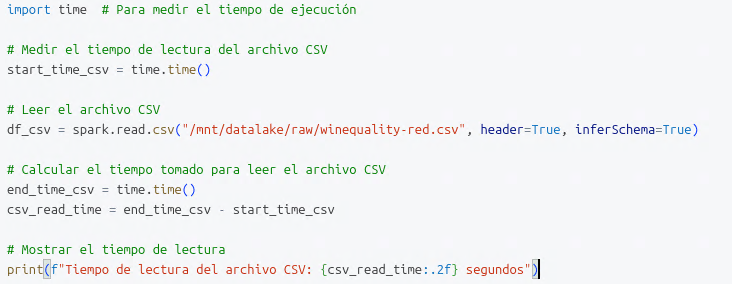 import time  # Para medir el tiempo de ejecución
# Medir el tiempo de lectura del archivo CSV
start_time_csv = time.time()
# Leer el archivo CSV
df_csv = spark.read.csv("/mnt/datalake/raw/winequality-red.csv", header=True, inferSchema=True)
# Calcular el tiempo tomado para leer el archivo CSV
end_time_csv = time.time()
csv_read_time = end_time_csv - start_time_csv
# Mostrar el tiempo de lectura
print(f"Tiempo de lectura del archivo CSV: {csv_read_time:.2f} segundos")